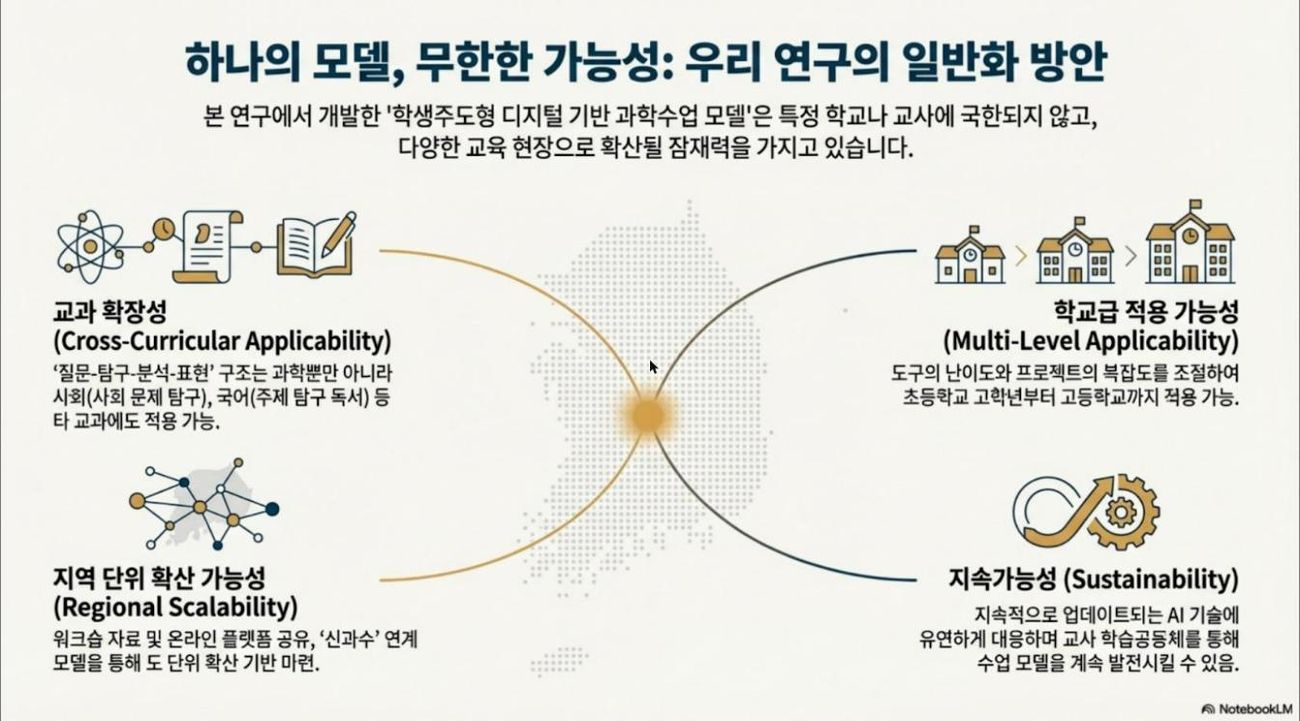 하나의 모델, 무한한 가능성: 우리 연구의 일반화 방안
본 연구에서 개발한 '학생주도형 디지털 기반 과학수업 모델'은 특정 학교나 교사에 국한되지 않고,
다양한 교육 현장으로 확산될 잠재력을 가지고 있습니다.
교과 확장성
(Cross-Curricular Applicability)
‘질문-탐구-분석-표현’ 구조는 과학뿐만 아니라
사회(사회 문제 탐구), 국어(주제 탐구 독서) 등
타 교과에도 적용 가능.
학교급 적용 가능성
(Multi-Level Applicability)
도구의 난이도와 프로젝트의 복잡도를 조절하여
초등학교 고학년부터 고등학교까지 적용 가능.
지역 단위 확산 가능성
(Regional Scalability)
워크숍 자료 및 온라인 플랫폼 공유, ‘신과수’ 연계
모델을 통해 도 단위 확산 기반 마련.
지속가능성 (Sustainability)
지속적으로 업데이트되는 AI 기술에
유연하게 대응하며 교사 학습공동체를 통해
수업 모델을 계속 발전시킬 수 있음.
NotebookLM